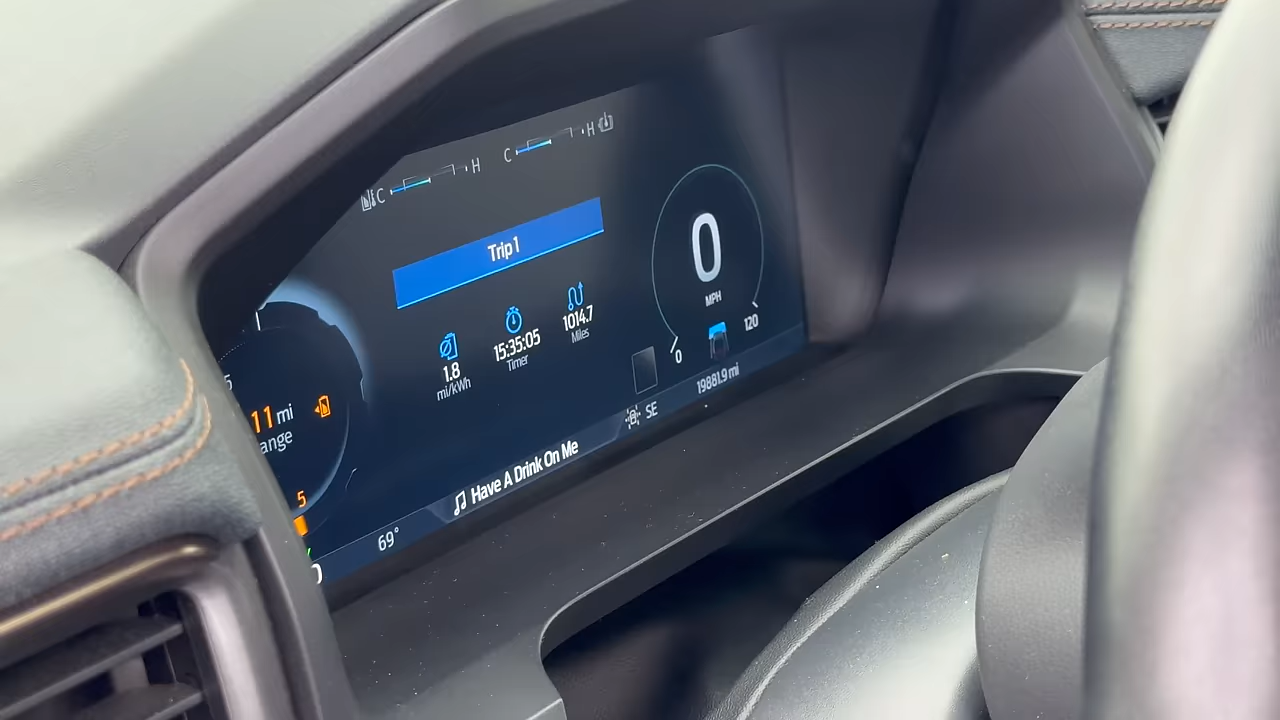 C H
C H
Trip 1
1.8
mi/kWh
15:35:05
Timer
1014.7
Miles
0
MPH
0
120
5
11 mi
ange
5
69°
Have A Drink On Me
SE
19881.9 mi